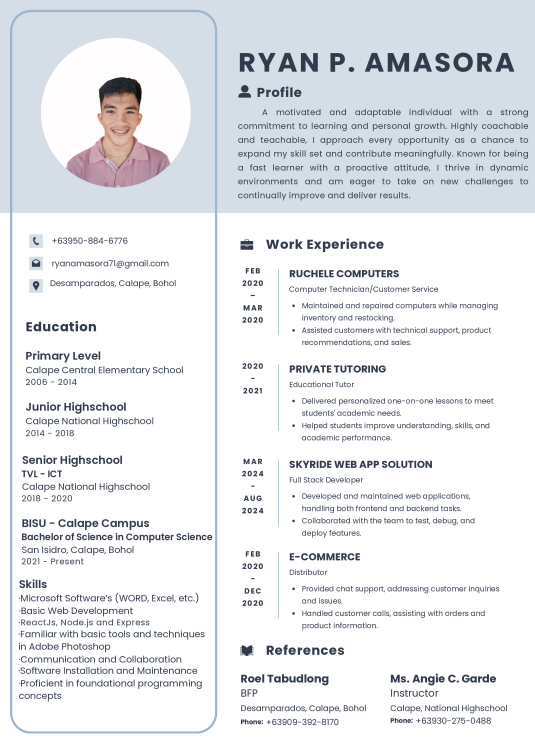 RYAN P. AMASORA
Profile
A motivated and adaptable individual with a strong
commitment to learning and personal growth. Highly coachable
and teachable, I approach every opportunity as a chance to
expand my skill set and contribute meaningfully. Known for being
a fast learner with a proactive attitude, I thrive in dynamic
environments and am eager to take on new challenges to
continually improve and deliver results.
+63950-884-6776
ryanamasora71@gmail.com
Desamparados, Calape, Bohol
Education
Primary Level
Calape Central Elementary School
2006 - 2014
Junior Highschool
Calape National Highschool
2014 - 2018
Senior Highschool
TVL - ICT
Calape National Highschool
2018 - 2020
BISU - Calape Campus
Bachelor of Science in Computer Science
San Isidro, Calape, Bohol
2021 - Present
Skills
·Microsoft Software's (WORD, Excel, etc.)
·Basic Web Development
·ReactJs, Node.js and Express
·Familiar with basic tools and techniques
in Adobe Photoshop
·Communication and Collaboration
·Software Installation and Maintenance
·Proficient in foundational programming
concepts
Work Experience
FEB
2020
–
MAR
2020
RUCHELE COMPUTERS
Computer Technician/Customer Service
• Maintained and repaired computers while managing
inventory and restocking.
• Assisted customers with technical support, product
recommendations, and sales.
2020
-
2021
PRIVATE TUTORING
Educational Tutor
• Delivered personalized one-on-one lessons to meet
students' academic needs.
• Helped students improve understanding, skills, and
academic performance.
MAR
2024
-
AUG
2024
SKYRIDE WEB APP SOLUTION
Full Stack Developer
• Developed and maintained web applications,
handling both frontend and backend tasks.
• Collaborated with the team to test, debug, and
deploy features.
FEB
2020
-
DEC
2020
E-COMMERCE
Distributor
• Provided chat support, addressing customer inquiries
and issues.
• Handled customer calls, assisting with orders and
product information.
References
Roel Tabudlong
BFP
Desamparados, Calape, Bohol
Phone: +63909-392-8170
Ms. Angie C. Garde
Instructor
Calape, National Highschool
Phone: +63930-275-0488